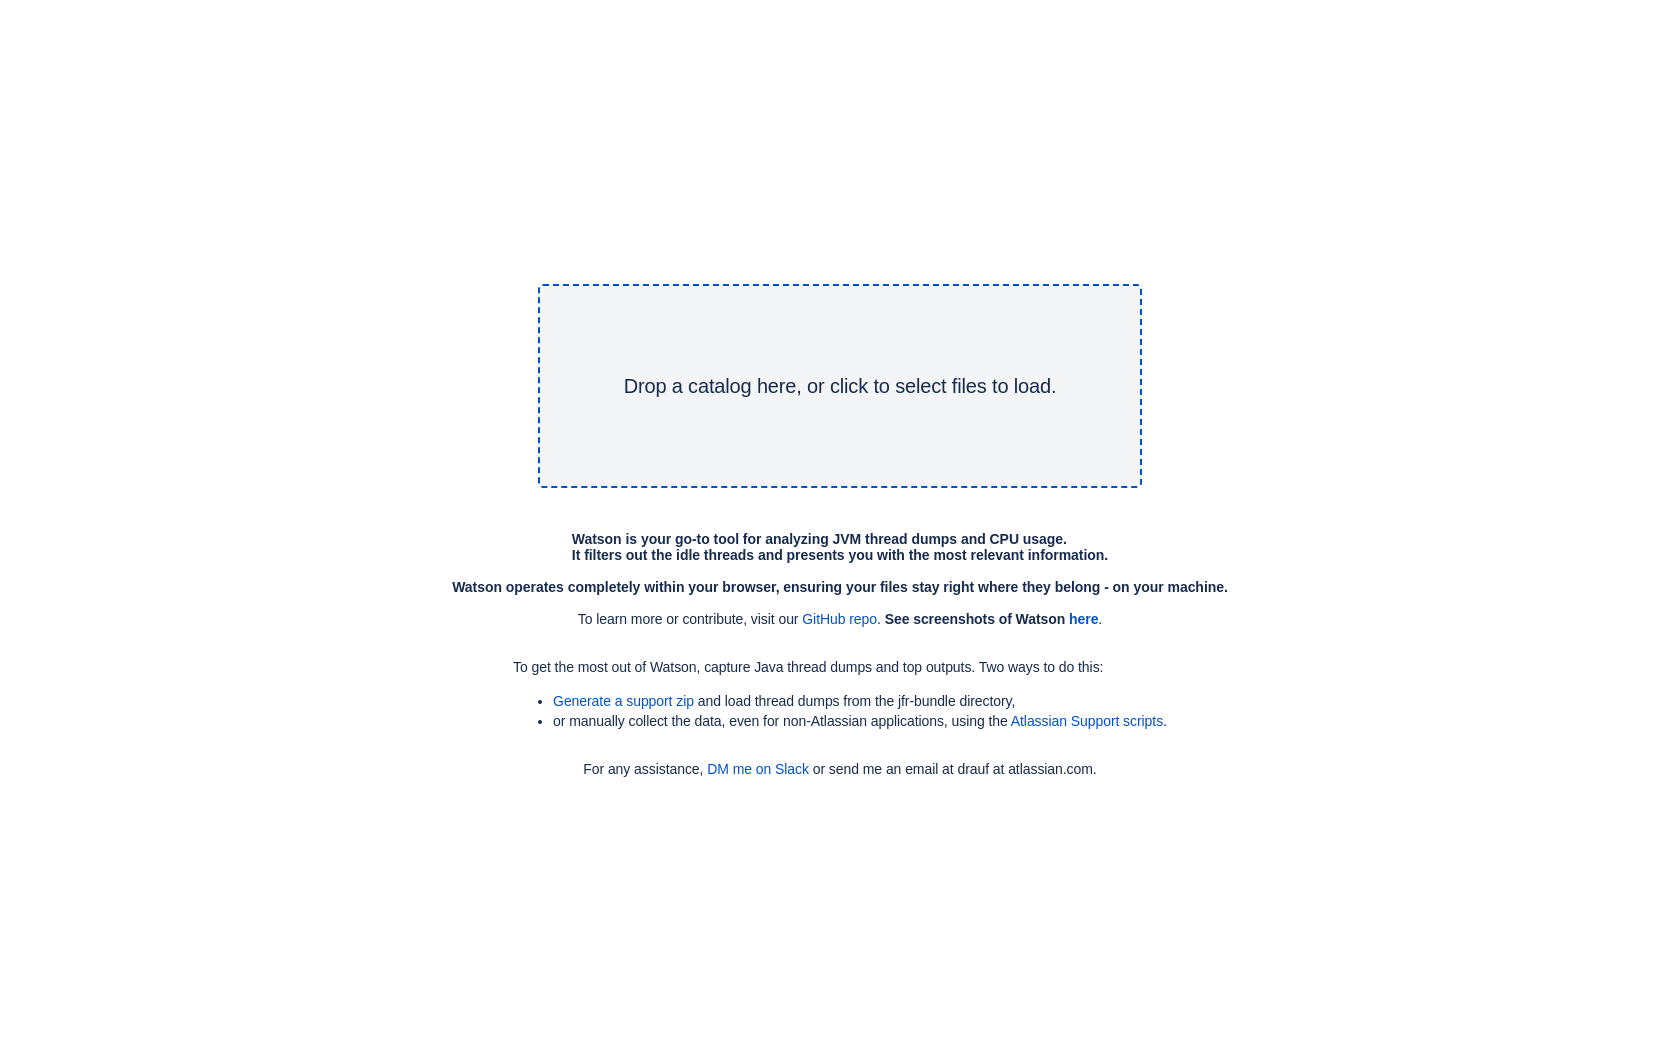 Drop a catalog here, or click to select files to load.
Watson is your go-to tool for analyzing JVM thread dumps and CPU usage.
It filters out the idle threads and presents you with the most relevant information.
Watson operates completely within your browser, ensuring your files stay right where they belong - on your machine.
To learn more or contribute, visit our GitHub repo. See screenshots of Watson here.
To get the most out of Watson, capture Java thread dumps and top outputs. Two ways to do this:
• Generate a support zip and load thread dumps from the jfr-bundle directory,
• or manually collect the data, even for non-Atlassian applications, using the Atlassian Support scripts.
For any assistance, DM me on Slack or send me an email at drauf at atlassian.com.